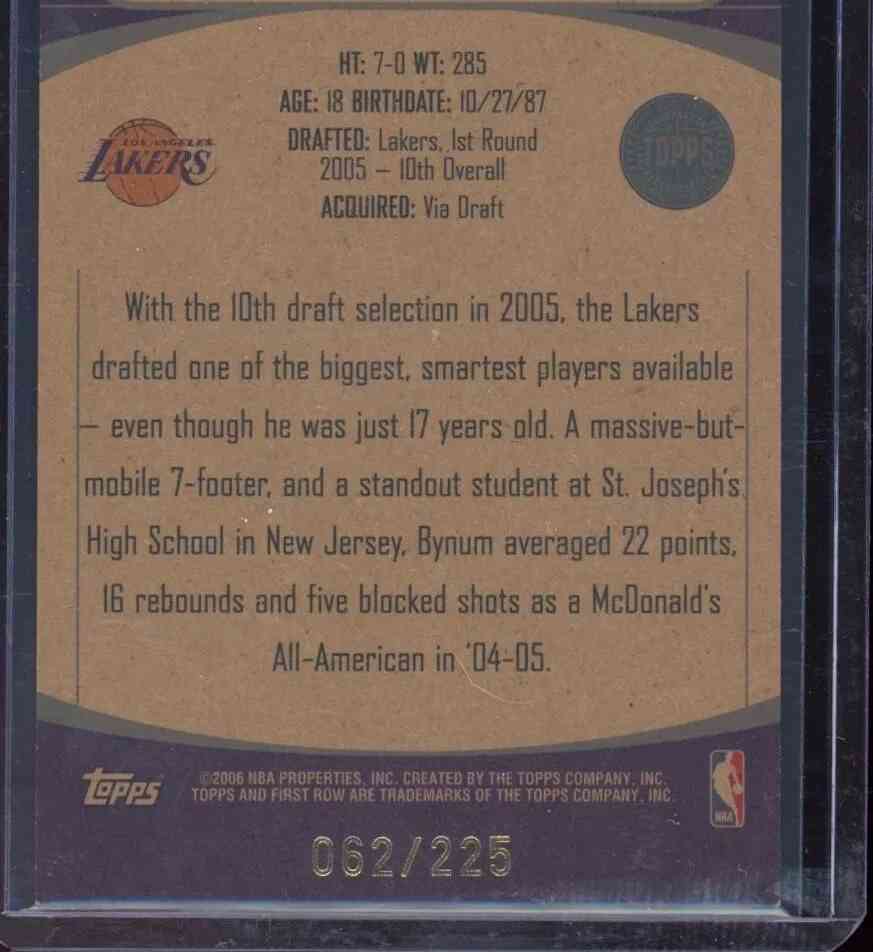 HT: 7-0 WT: 285
AGE: 18 BIRTHDATE: 10/27/87
DRAFTED: Lakers, 1st Round
2005 – 10th Overall
ACQUIRED: Via Draft
LOS ANGELES
LAKERS
TOPPS
With the 10th draft selection in 2005, the Lakers
drafted one of the biggest, smartest players available
– even though he was just 17 years old. A massive-but-
mobile 7-footer, and a standout student at St. Joseph's
High School in New Jersey, Bynum averaged 22 points,
16 rebounds and five blocked shots as a McDonald's
All-American in '04-05.
topps
©2006 NBA PROPERTIES, INC. CREATED BY THE TOPPS COMPANY, INC.
TOPPS AND FIRST ROW ARE TRADEMARKS OF THE TOPPS COMPANY, INC.
NBA
062/225